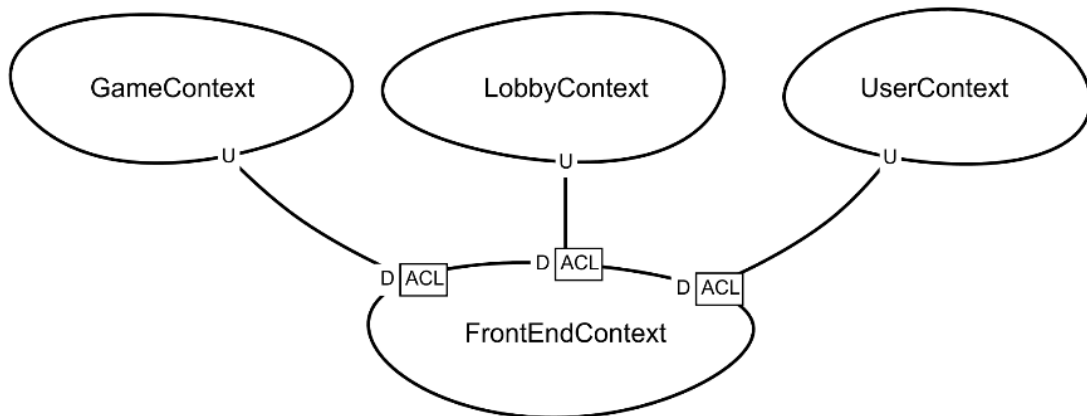 GameContext
LobbyContext
UserContext
U
U
U
D ACL
D ACL
D ACL
FrontEndContext